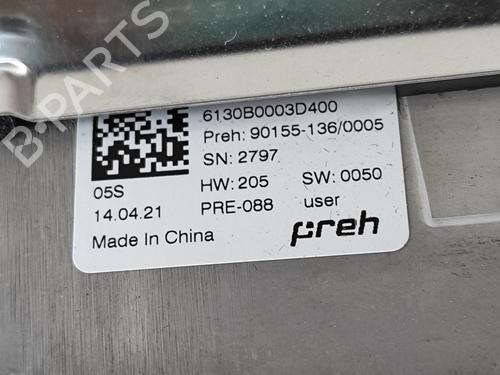 6130B0003D400
Preh: 90155-136/0005
SN: 2797
05S
HW: 205 SW: 0050
14.04.21 PRE-088 user
Made In China preh
B-PARTS